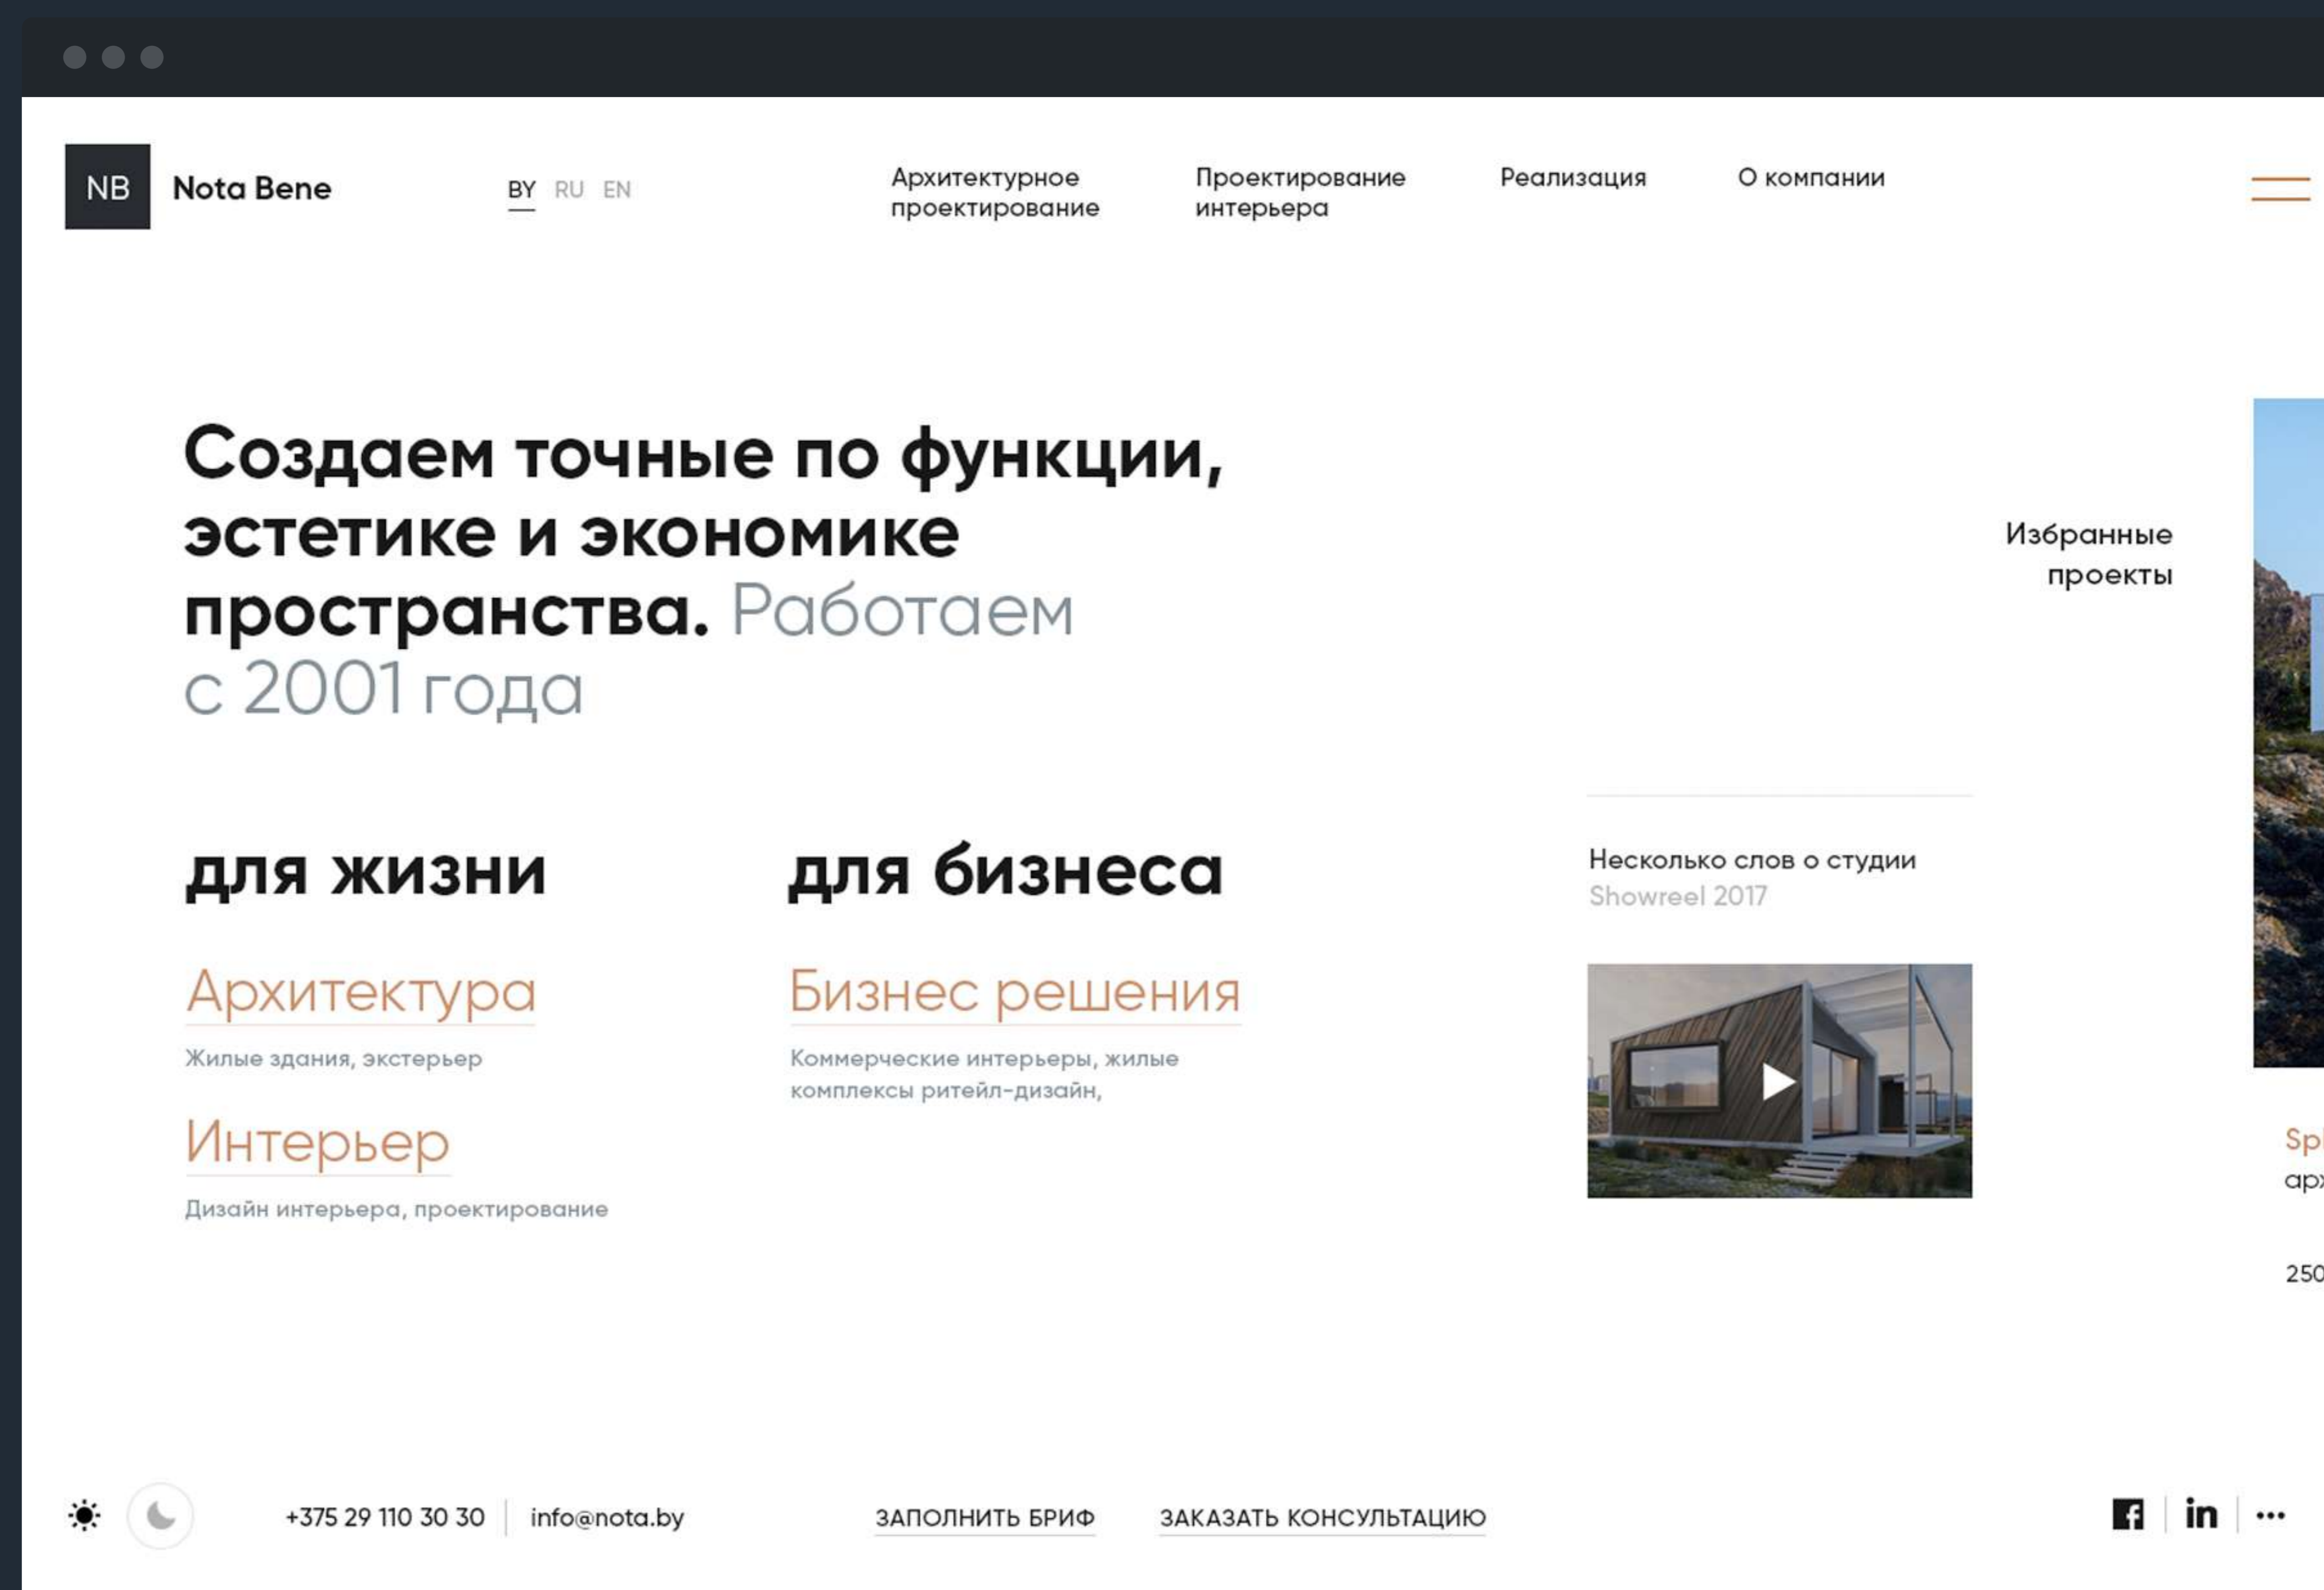 NB
Nota Bene
BY RU EN
Архитектурное
проектирование
Проектирование
интерьера
Реализация
О компании
Создаем точные по функции,
эстетике и экономике
пространства. Работаем
с 2001 года
Избранные
проекты
для жизни
Архитектура
Жилые здания, экстерьер
Интерьер
Дизайн интерьера, проектирование
для бизнеса
Бизнес решения
Коммерческие интерьеры, жилые
комплексы ритейл-дизайн,
Несколько слов о студии
Showreel 2017
+375 29 110 30 30
info@nota.by
ЗАПОЛНИТЬ БРИФ
ЗАКАЗАТЬ КОНСУЛЬТАЦИЮ
in